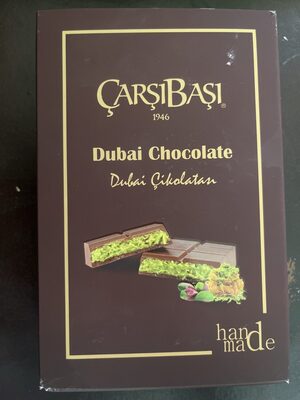 ÇARŞIBAŞI®
1946
Dubai Chocolate
Dubai Çikolatası
hand
made